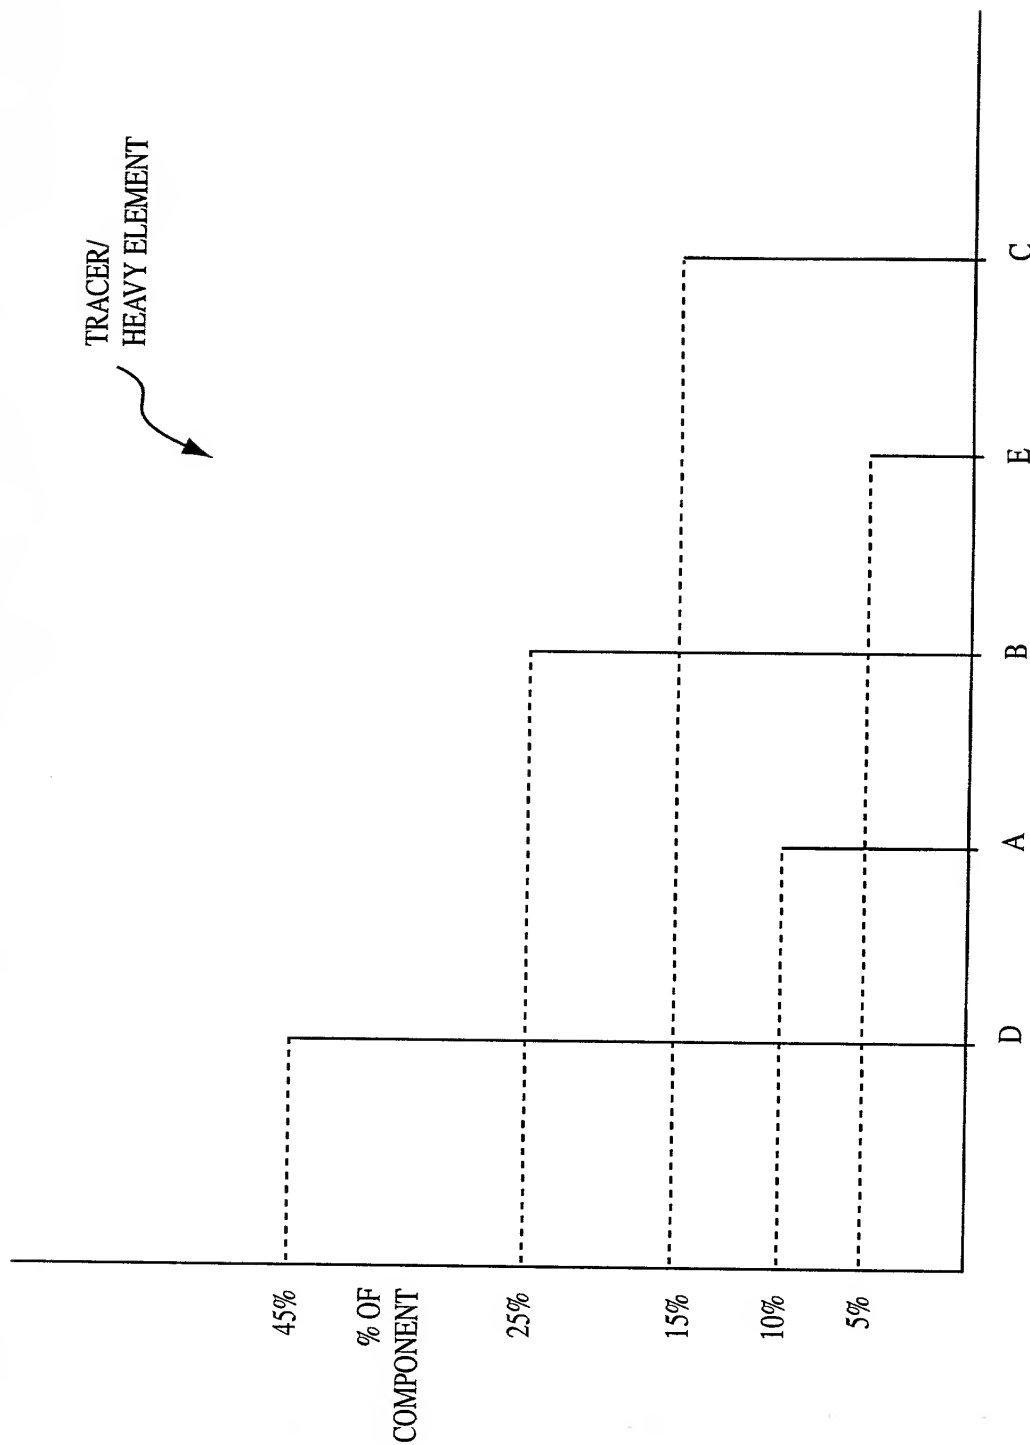 TRACER/
HEAVY ELEMENT
45%
% OF
COMPONENT
25%
15%
10%
5%
D
A
B
E
C